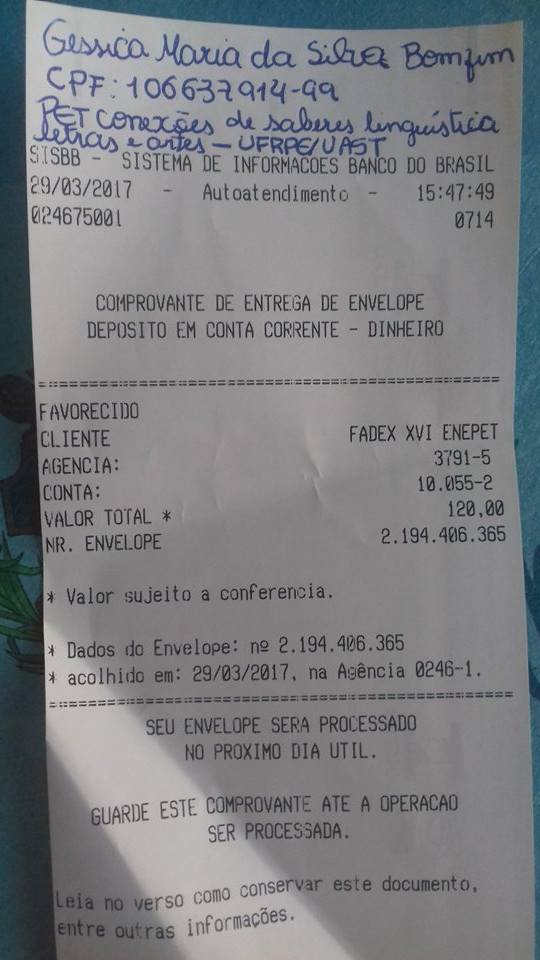 Gessica Maria da Silva Bomfim
CPF: 106637914-99
PET conexões de saberes linguística
letras e artes - UFRPE/UAST
SISBB - SISTEMA DE INFORMACOES BANCO DO BRASIL
29/03/2017 - Autoatendimento - 15:47:49
024675001 0714
COMPROVANTE DE ENTREGA DE ENVELOPE
DEPOSITO EM CONTA CORRENTE - DINHEIRO
================================================
FAVORECIDO
CLIENTE FADEX XVI ENEPET
AGENCIA: 3791-5
CONTA: 10.055-2
VALOR TOTAL * 120,00
NR. ENVELOPE 2.194.406.365
* Valor sujeito a conferencia.
* Dados do Envelope: nº 2.194.406.365
* acolhido em: 29/03/2017, na Agência 0246-1.
================================================
SEU ENVELOPE SERA PROCESSADO
NO PROXIMO DIA UTIL.
GUARDE ESTE COMPROVANTE ATE A OPERACAO
SER PROCESSADA.
Leia no verso como conservar este documento,
entre outras informações.